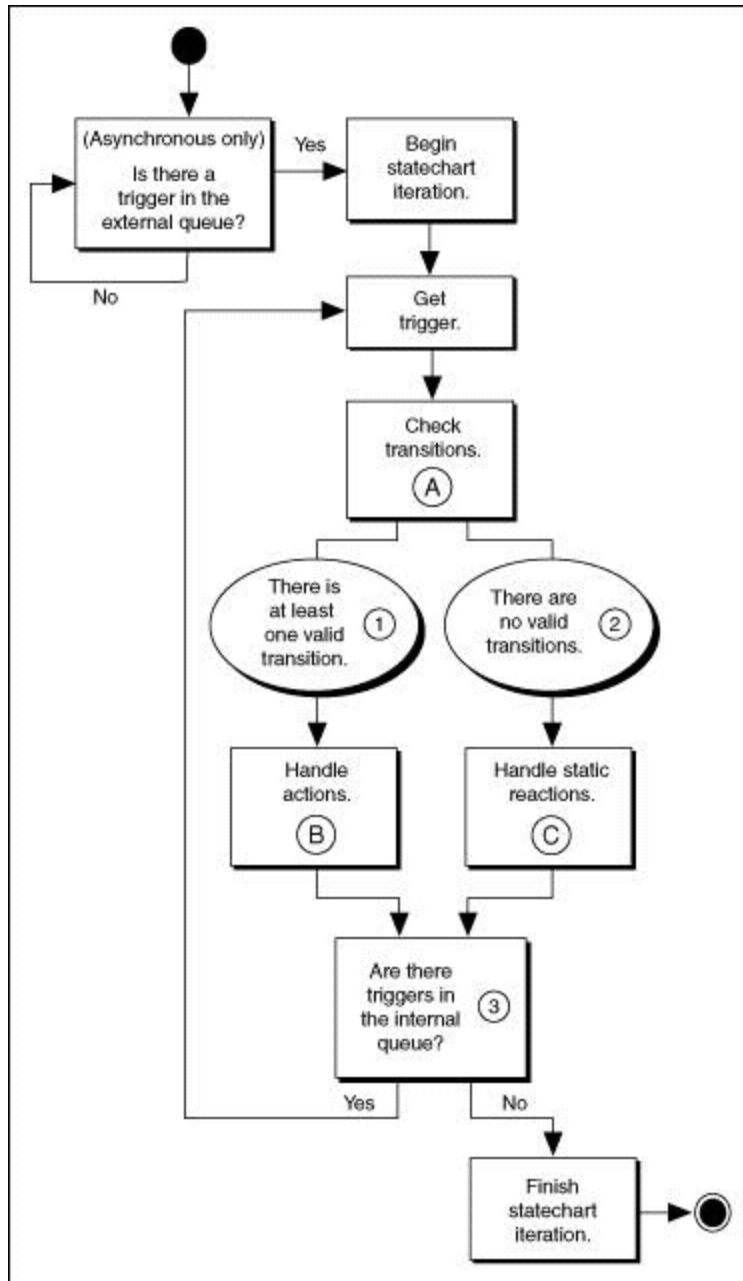 (Asynchronous only)
Is there a
trigger in the
external queue?
Yes
No
Begin
statechart
iteration.
Get
trigger.
Check
transitions.
A
There is
at least
one valid
transition.
1
There are
no valid
transitions.
2
Handle
actions.
B
Handle static
reactions.
C
Are there
triggers in
the internal
queue?
3
Yes
No
Finish
statechart
iteration.